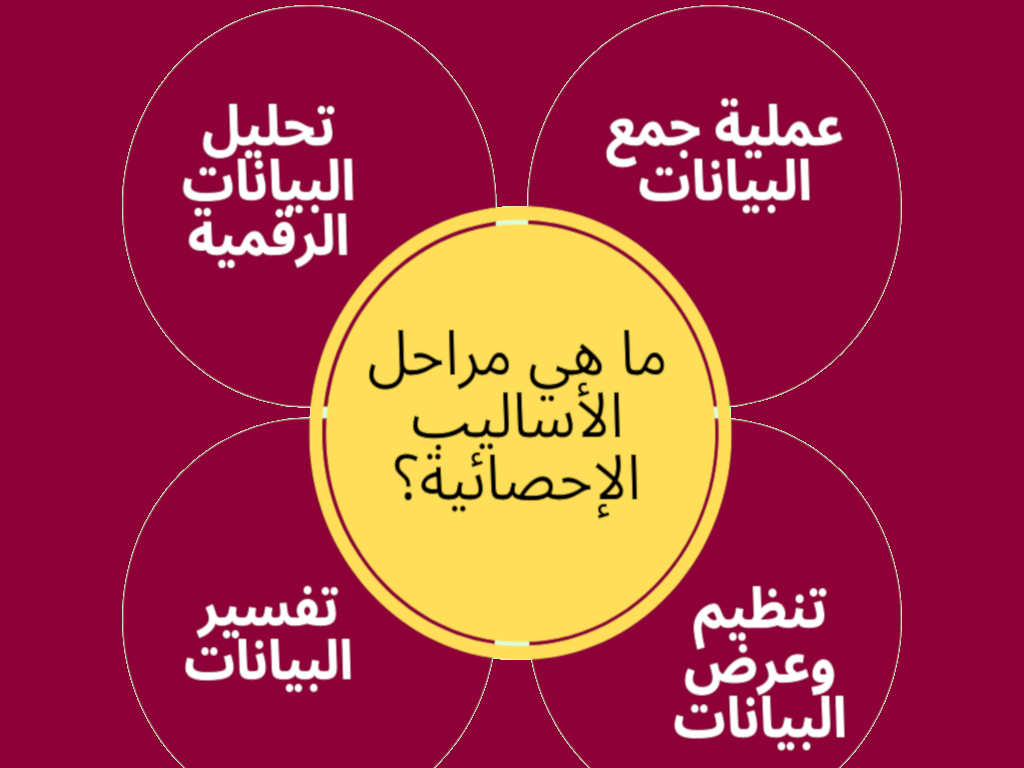 عملية جمع
البيانات
تحليل
البيانات
الرقمية
ما هي مراحل
الأساليب
الإحصائية؟
تنظيم
وعرض
البيانات
تفسير
البيانات